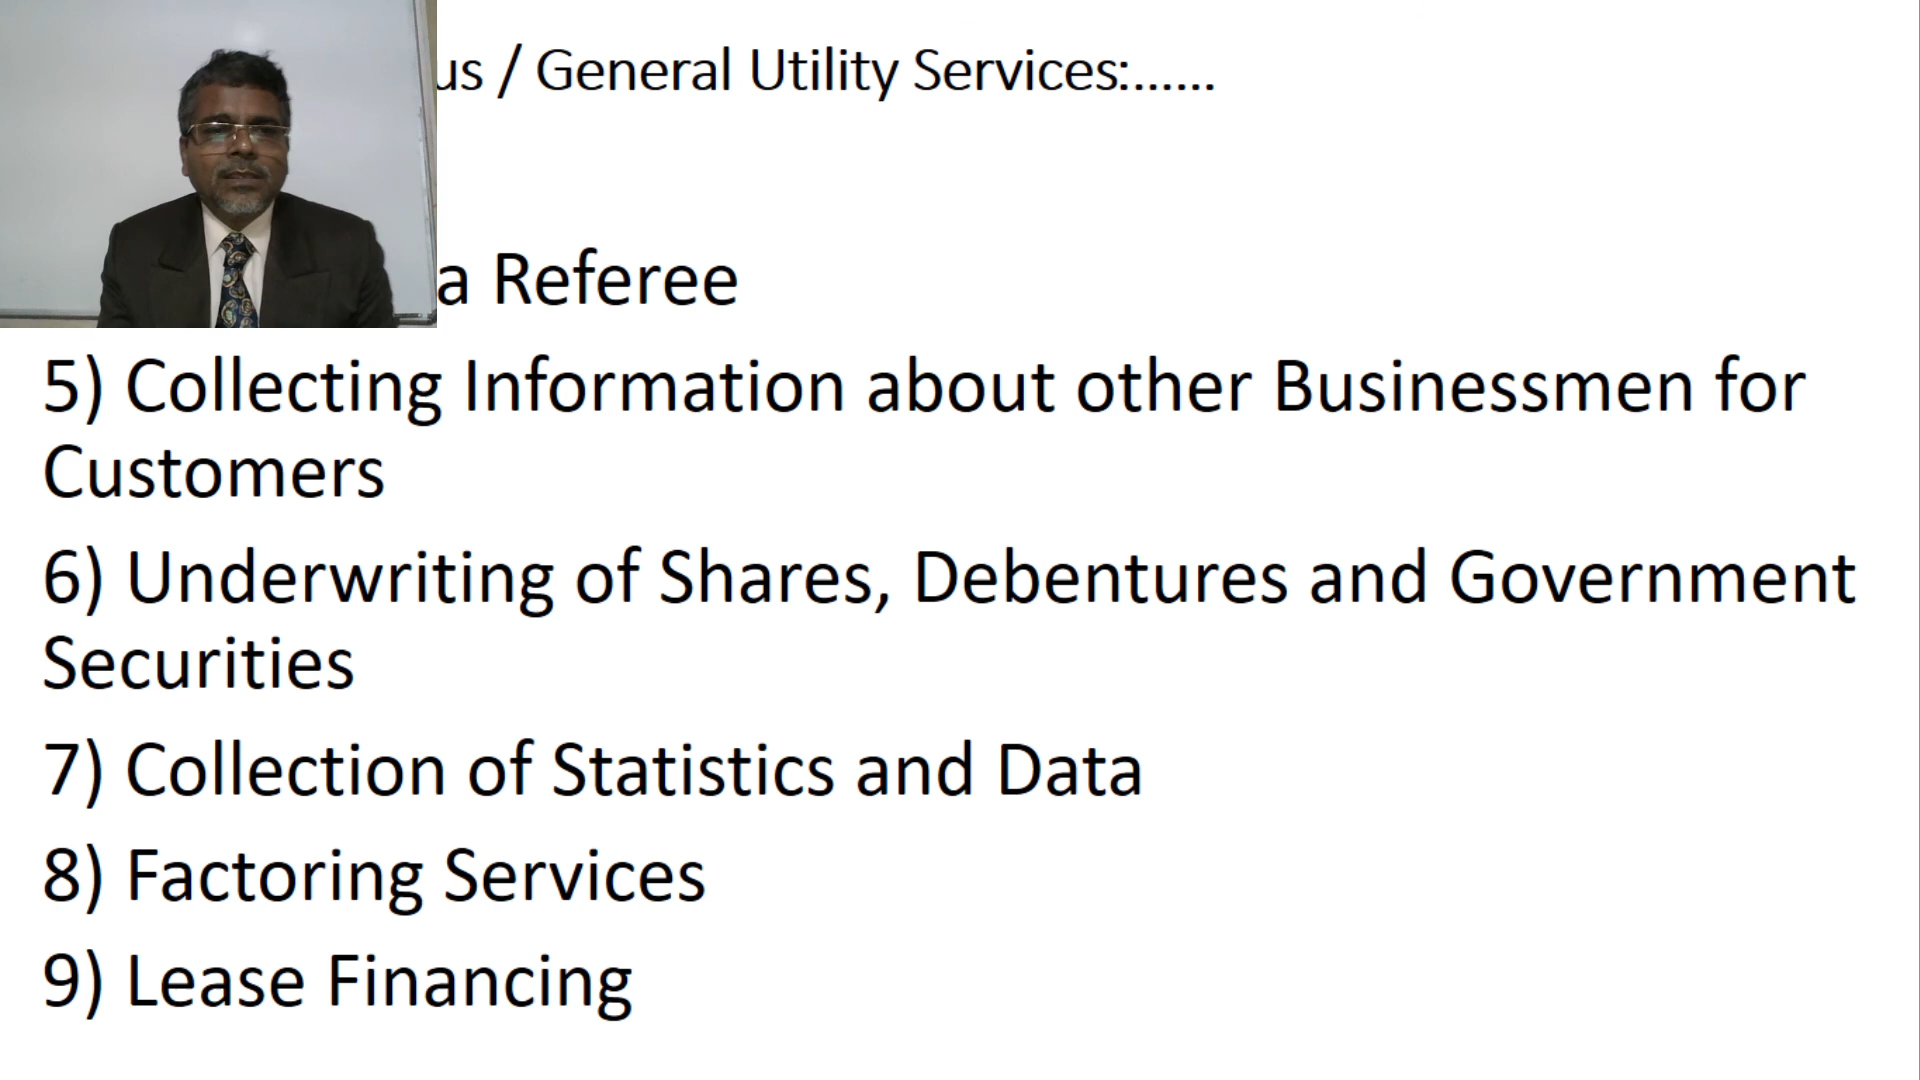 us / General Utility Services:......
a Referee
5) Collecting Information about other Businessmen for
Customers
6) Underwriting of Shares, Debentures and Government
Securities
7) Collection of Statistics and Data
8) Factoring Services
9) Lease Financing